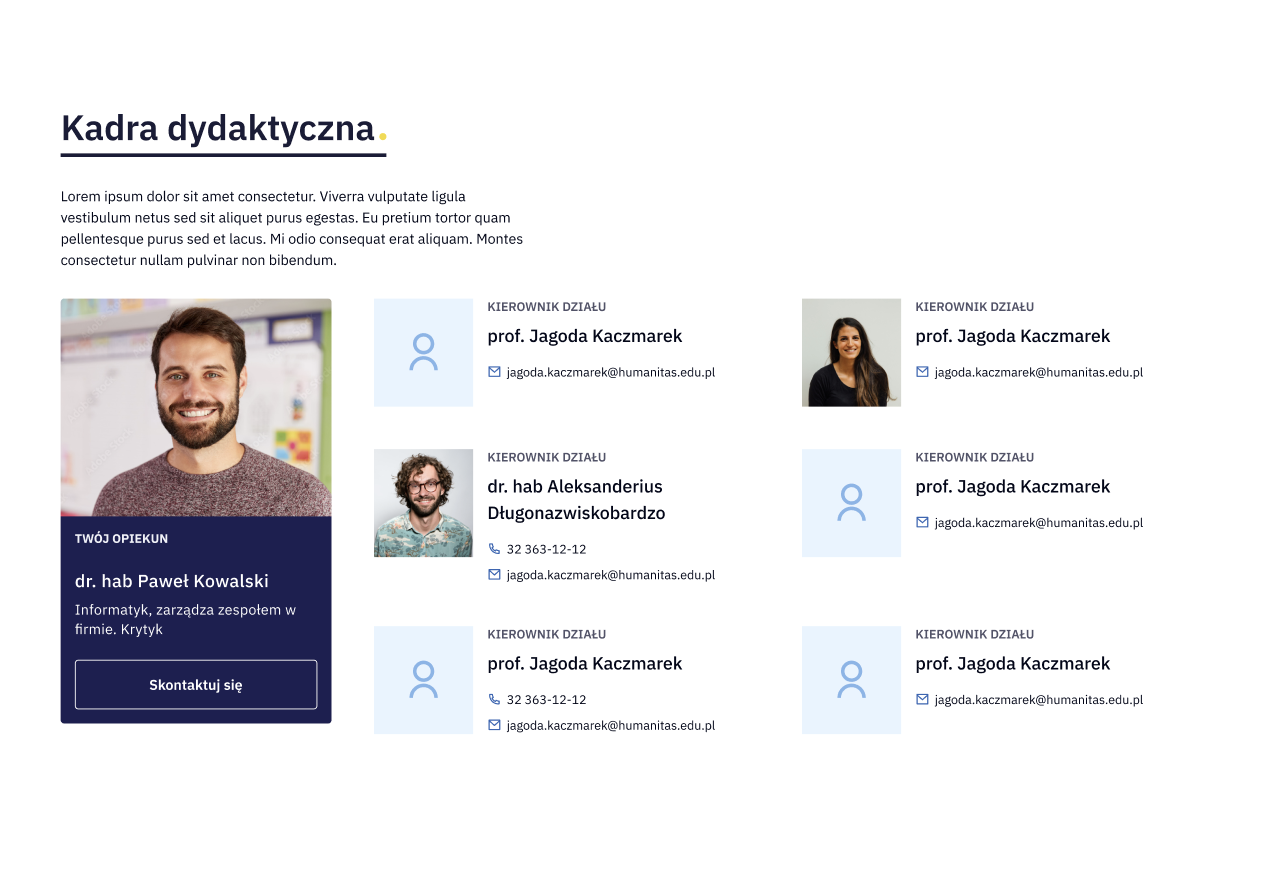 Kadra dydaktyczna.
Lorem ipsum dolor sit amet consectetur. Viverra vulputate ligula
vestibulum netus sed sit aliquet purus egestas. Eu pretium tortor quam
pellentesque purus sed et lacus. Mi odio consequat erat aliquam. Montes
consectetur nullam pulvinar non bibendum.
TWÓJ OPIEKUN
dr. hab Paweł Kowalski
Informatyk, zarządza zespołem w
firmie. Krytyk
Skontaktuj się
KIEROWNIK DZIAŁU
prof. Jagoda Kaczmarek
jagoda.kaczmarek@humanitas.edu.pl
KIEROWNIK DZIAŁU
prof. Jagoda Kaczmarek
jagoda.kaczmarek@humanitas.edu.pl
KIEROWNIK DZIAŁU
dr. hab Aleksanderius
Długonazwiskobardzo
32 363-12-12
jagoda.kaczmarek@humanitas.edu.pl
KIEROWNIK DZIAŁU
prof. Jagoda Kaczmarek
jagoda.kaczmarek@humanitas.edu.pl
KIEROWNIK DZIAŁU
prof. Jagoda Kaczmarek
32 363-12-12
jagoda.kaczmarek@humanitas.edu.pl
KIEROWNIK DZIAŁU
prof. Jagoda Kaczmarek
jagoda.kaczmarek@humanitas.edu.pl